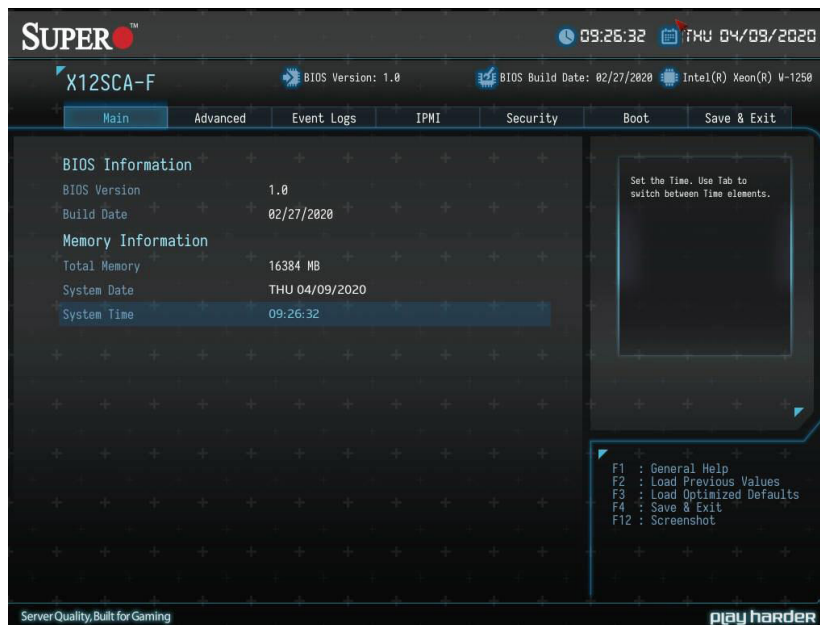 SUPER™
09:26:32 THU 04/09/2020
X12SCA-F
BIOS Version: 1.0
BIOS Build Date: 02/27/2020
Intel(R) Xeon(R) W-1250
Main Advanced Event Logs IPMI Security Boot Save & Exit
BIOS Information
BIOS Version 1.0
Build Date 02/27/2020
Memory Information
Total Memory 16384 MB
System Date THU 04/09/2020
System Time 09:26:32
Set the Time. Use Tab to
switch between Time elements.
F1 : General Help
F2 : Load Previous Values
F3 : Load Optimized Defaults
F4 : Save & Exit
F12 : Screenshot
Server Quality, Built for Gaming
play harder